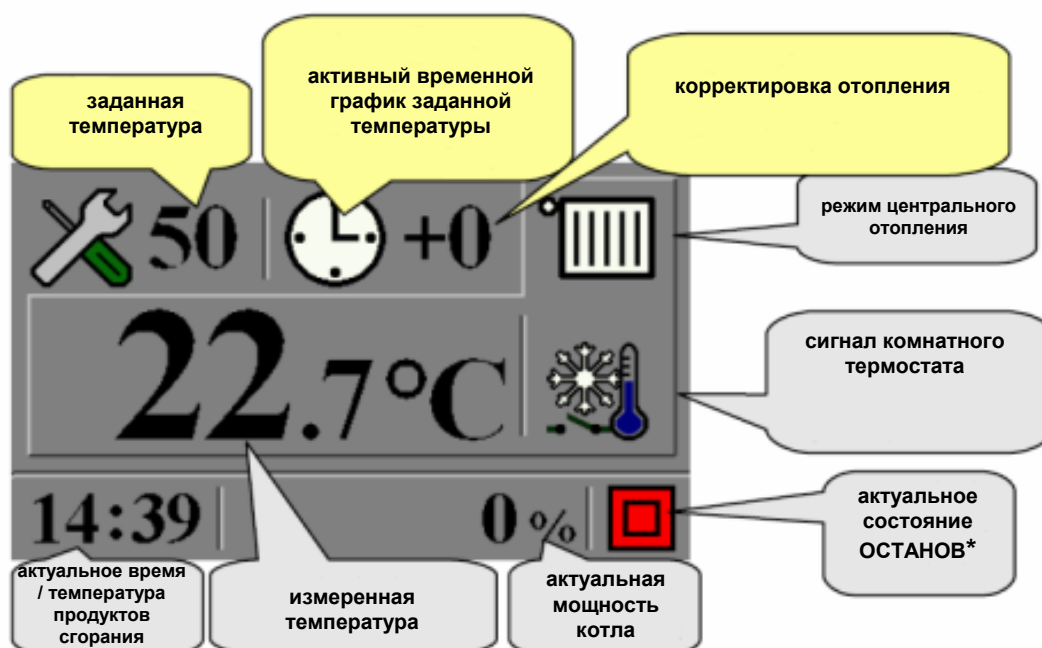 заданная
температура
активный временной
график заданной
температуры
корректировка отопления
режим центрального
отопления
50
+0
22.7°C
сигнал комнатного
термостата
14:39
0 %
актуальное
состояние
ОСТАНОВ*
актуальное время
/ температура
продуктов
сгорания
измеренная
температура
актуальная
мощность
котла